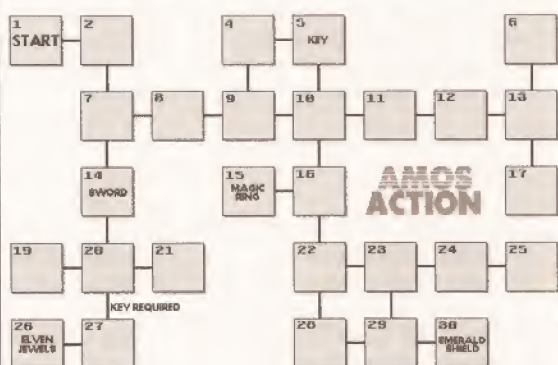 1 2 4 5 6
START KEY
7 8 9 10 11 12 13
14 15 16 17
SWORD MAGIC
RING
AMOS
ACTION
19 20 21 22 23 24 25
KEY REQUIRED
26 27 28 29 30
ELVEN
JEWELS
EMERALD
SHIELD